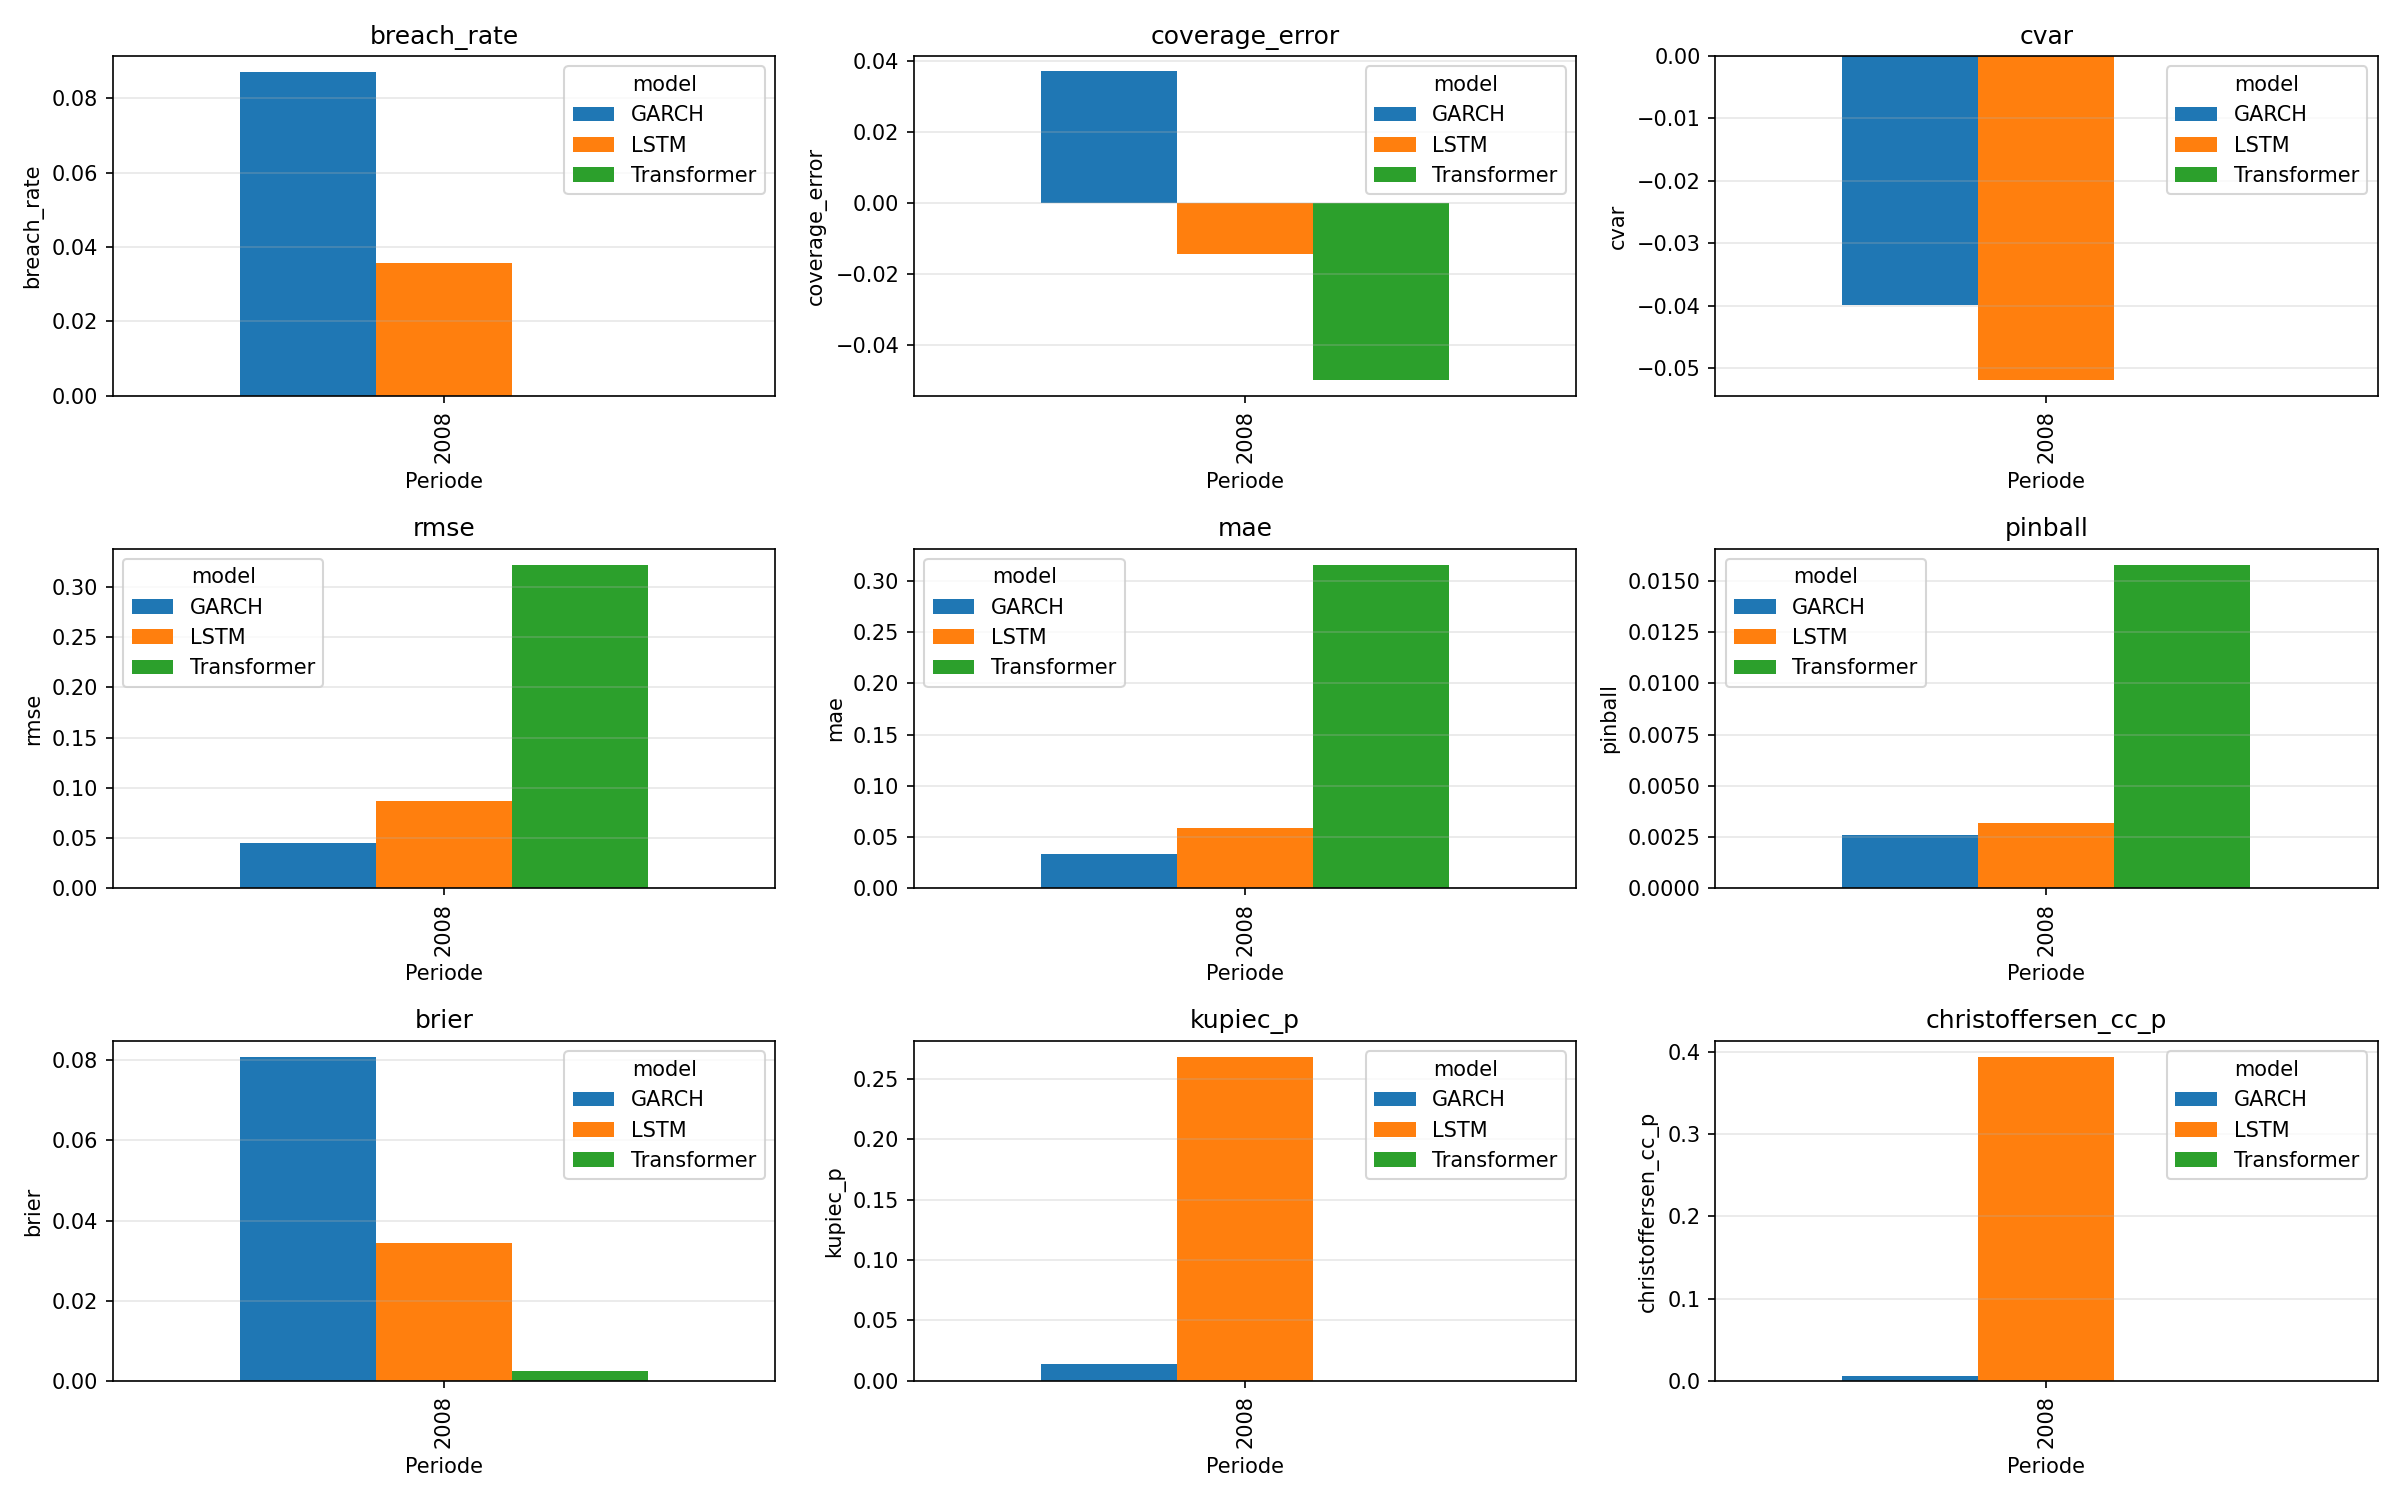 breach_rate
breach_rate
0.08
0.06
0.04
0.02
0.00
model
GARCH
LSTM
Transformer
2008
Periode
coverage_error
coverage_error
0.04
0.02
0.00
−0.02
−0.04
model
GARCH
LSTM
Transformer
2008
Periode
cvar
cvar
0.00
−0.01
−0.02
−0.03
−0.04
−0.05
model
GARCH
LSTM
Transformer
2008
Periode
rmse
rmse
0.30
0.25
0.20
0.15
0.10
0.05
0.00
model
GARCH
LSTM
Transformer
2008
Periode
mae
mae
0.30
0.25
0.20
0.15
0.10
0.05
0.00
model
GARCH
LSTM
Transformer
2008
Periode
pinball
pinball
0.0150
0.0125
0.0100
0.0075
0.0050
0.0025
0.0000
model
GARCH
LSTM
Transformer
2008
Periode
brier
brier
0.08
0.06
0.04
0.02
0.00
model
GARCH
LSTM
Transformer
2008
Periode
kupiec_p
kupiec_p
0.25
0.20
0.15
0.10
0.05
0.00
model
GARCH
LSTM
Transformer
2008
Periode
christoffersen_cc_p
christoffersen_cc_p
0.4
0.3
0.2
0.1
0.0
model
GARCH
LSTM
Transformer
2008
Periode